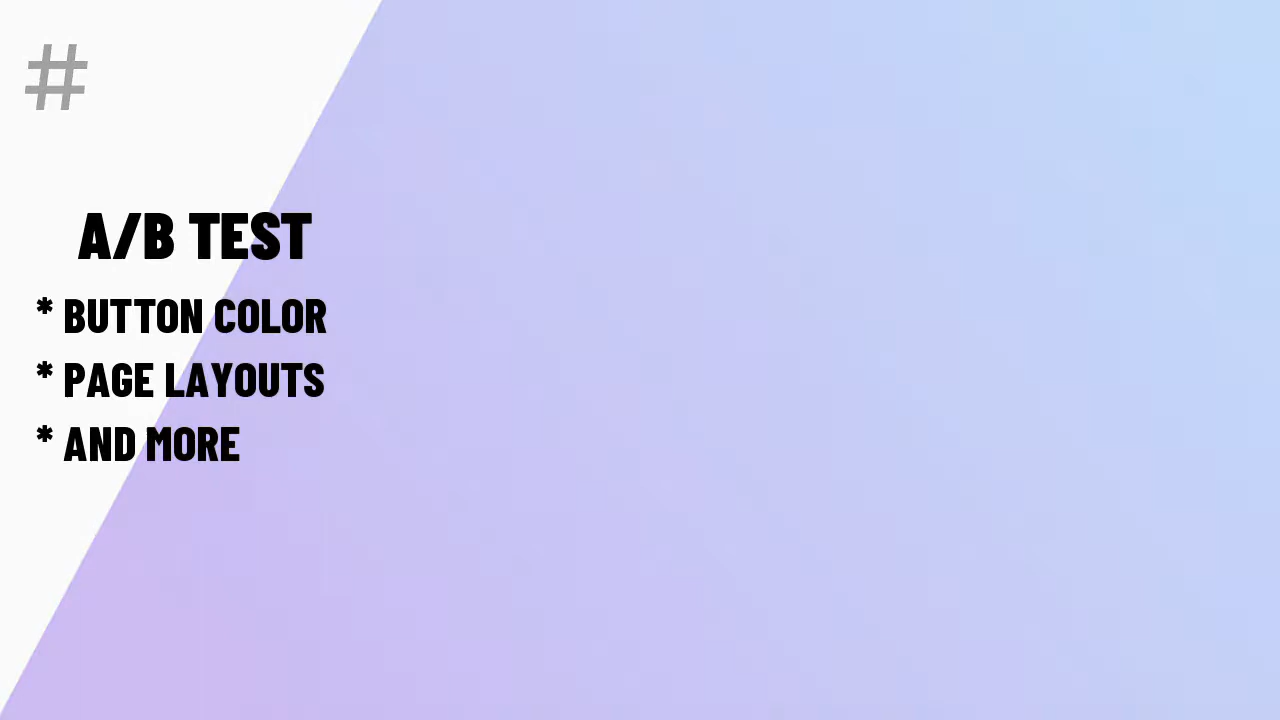 #
A/B TEST
* BUTTON COLOR
* PAGE LAYOUTS
* AND MORE